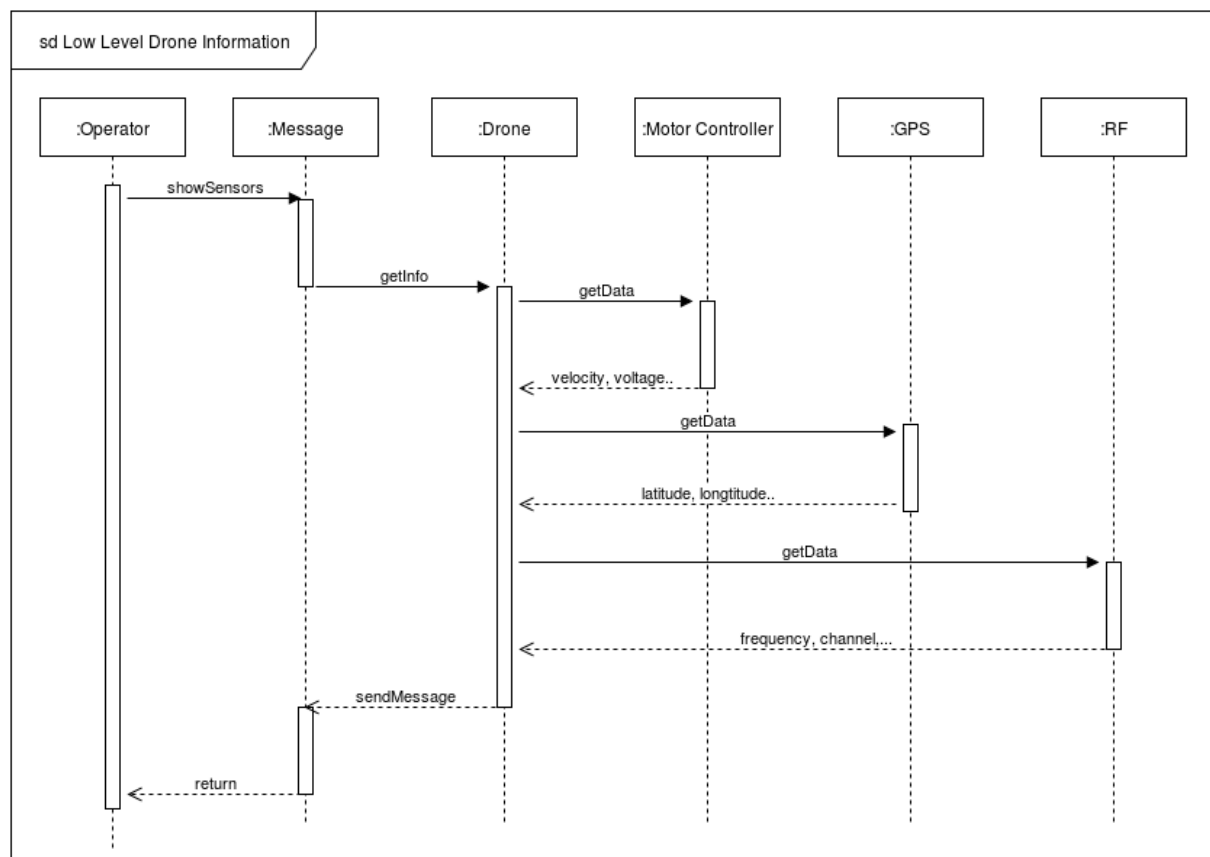 sd Low Level Drone Information
:Operator
:Message
:Drone
:Motor Controller
:GPS
:RF
showSensors
getInfo
getData
velocity, voltage..
getData
latitude, longtitude..
getData
frequency, channel,...
sendMessage
return